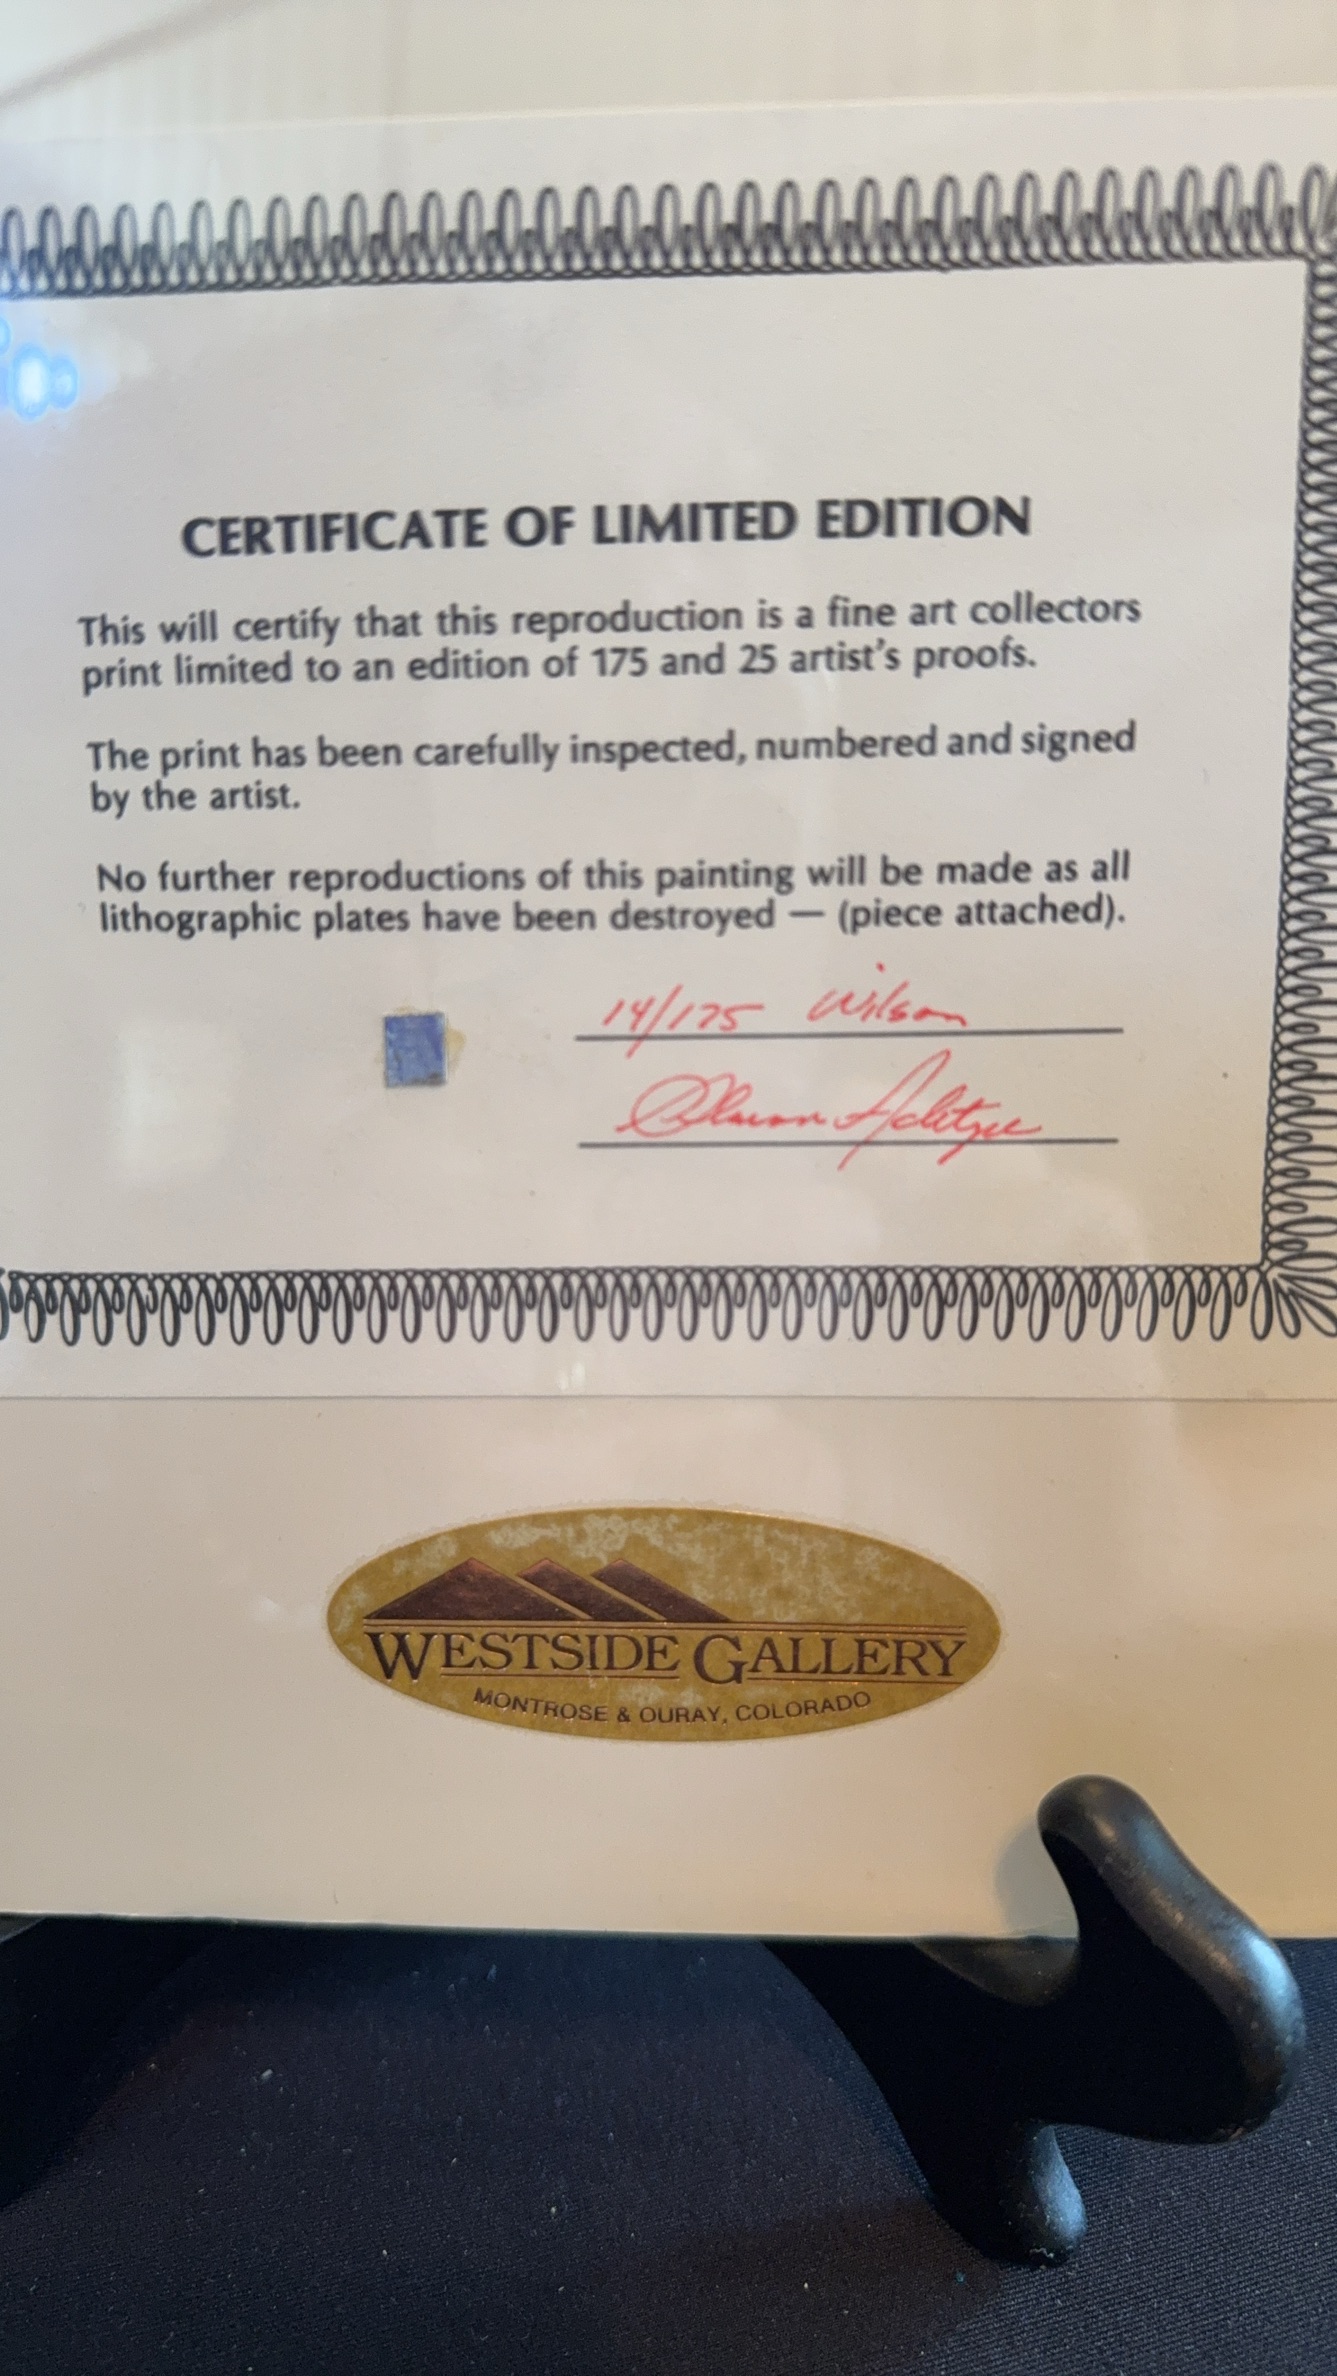 CERTIFICATE OF LIMITED EDITION
This will certify that this reproduction is a fine art collectors
print limited to an edition of 175 and 25 artist's proofs.
The print has been carefully inspected, numbered and signed
by the artist.
No further reproductions of this painting will be made as all
lithographic plates have been destroyed — (piece attached).
14/175 Wilson
WESTSIDE GALLERY
MONTROSE & OURAY, COLORADO